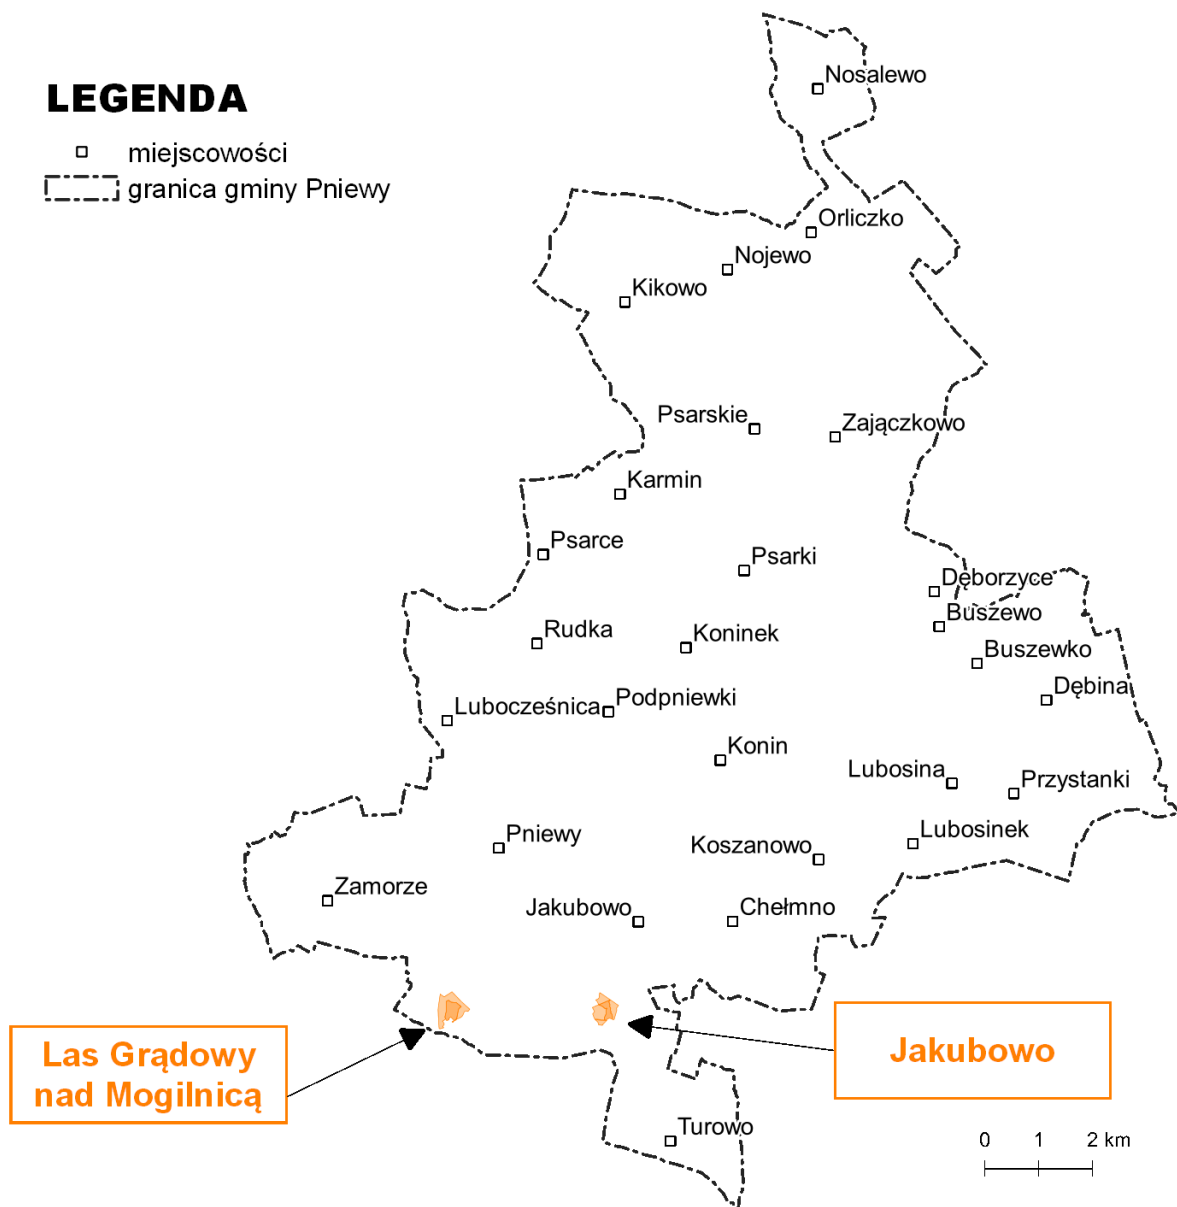 Nosalewo
LEGENDA
miejscowości
granica gminy Pniewy
Orliczko
Nojewo
Kikowo
Psarskie
Zajączkowo
Karmin
Psarce
Psarki
Dęborzyce
Buszewo
Rudka
Koninek
Buszewko
Dębina
Lubocześnica
Podpniewki
Konin
Lubosina
Przystanki
Pniewy
Koszanowo
Lubosinek
Zamorze
Jakubowo
Chełmno
Las Grądowy
nad Mogilnicą
Jakubowo
Turowo
0 1 2 km